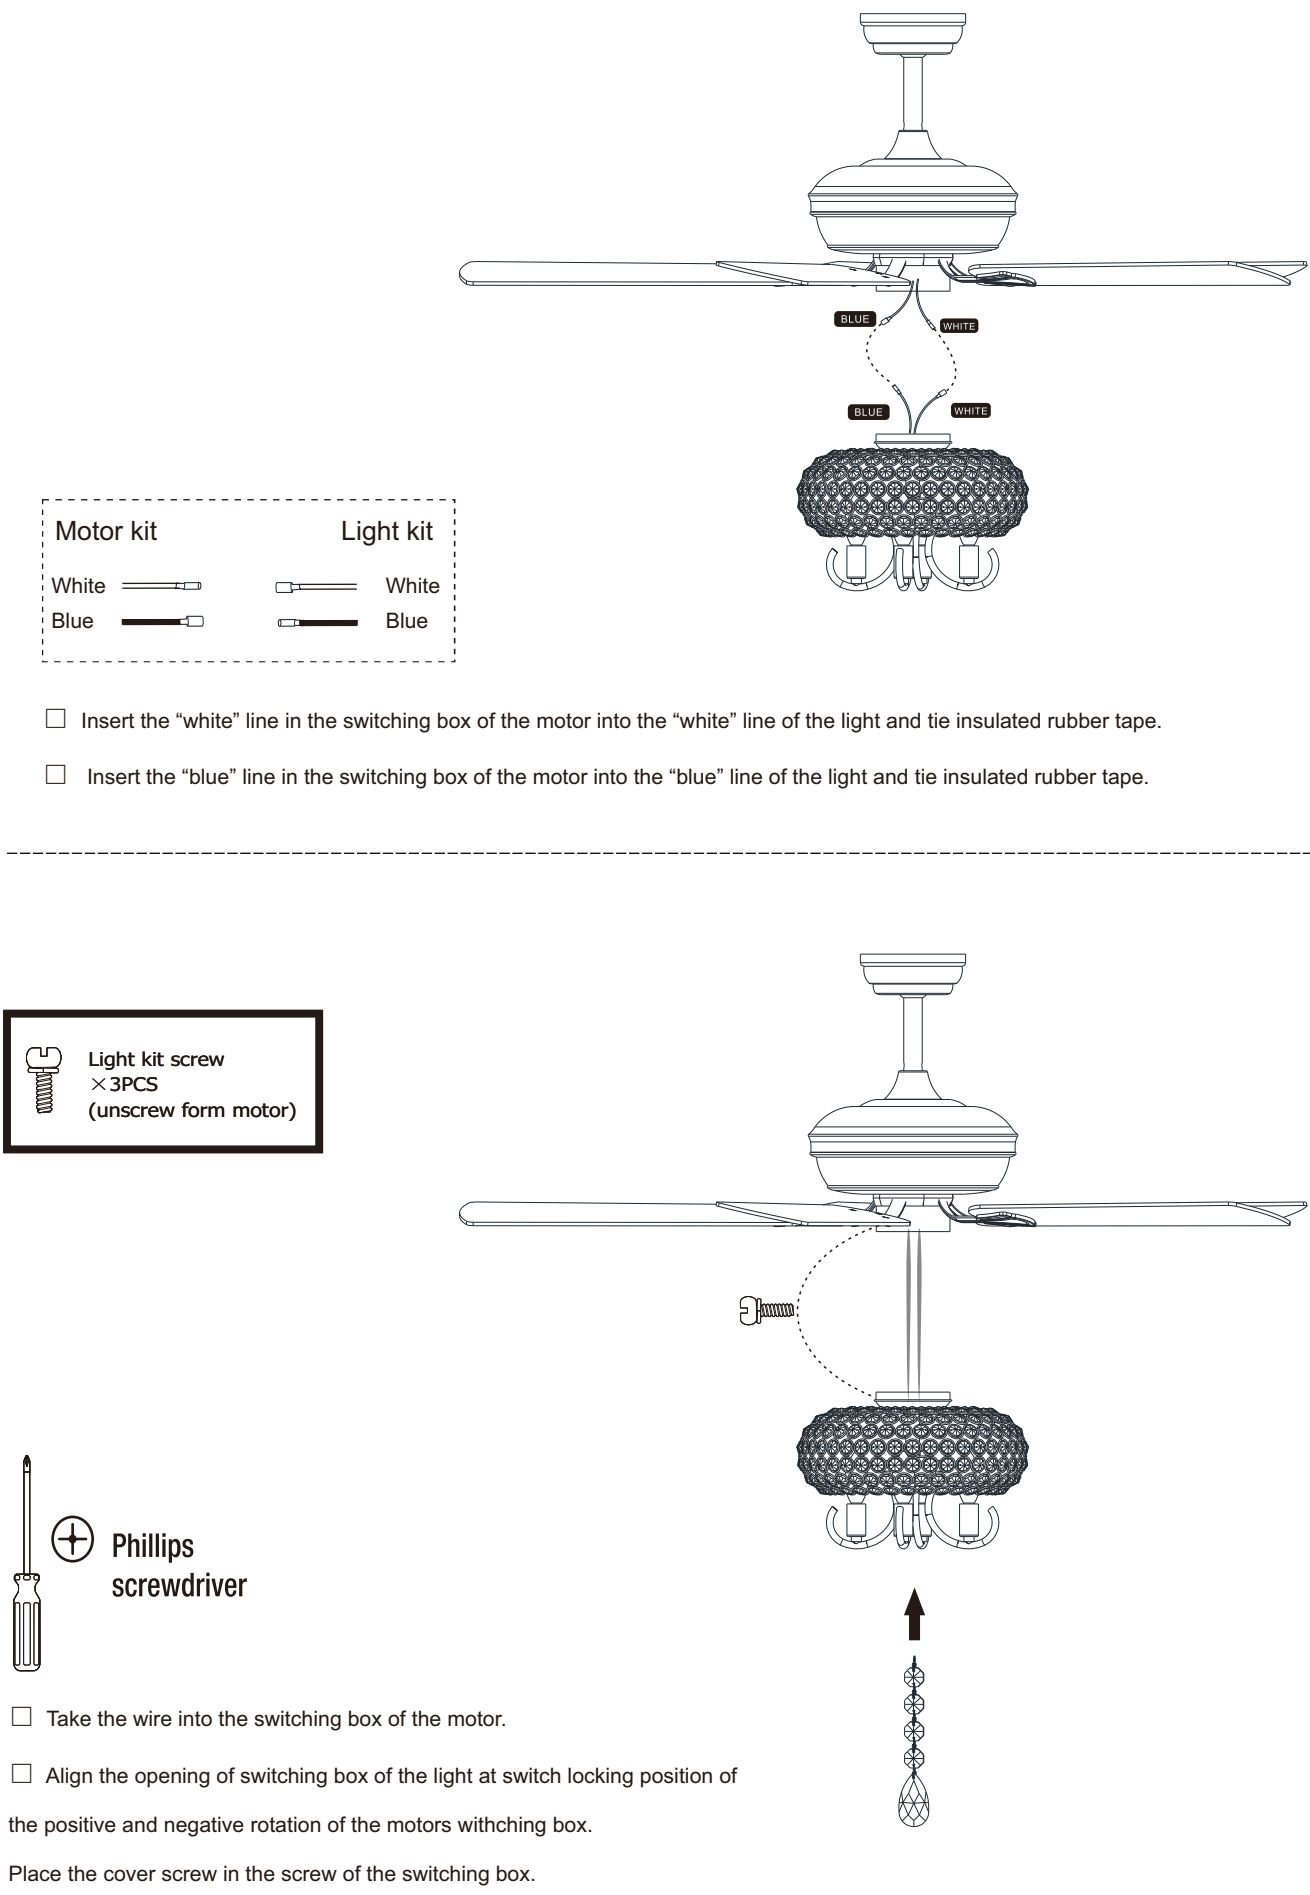 BLUE
WHITE
BLUE
WHITE
Motor kit Light kit
White White
Blue Blue
☐ Insert the “white” line in the switching box of the motor into the “white” line of the light and tie insulated rubber tape.
☐ Insert the “blue” line in the switching box of the motor into the “blue” line of the light and tie insulated rubber tape.
Light kit screw
×3PCS
(unscrew form motor)
Phillips
screwdriver
☐ Take the wire into the switching box of the motor.
☐ Align the opening of switching box of the light at switch locking position of
the positive and negative rotation of the motors withching box.
Place the cover screw in the screw of the switching box.